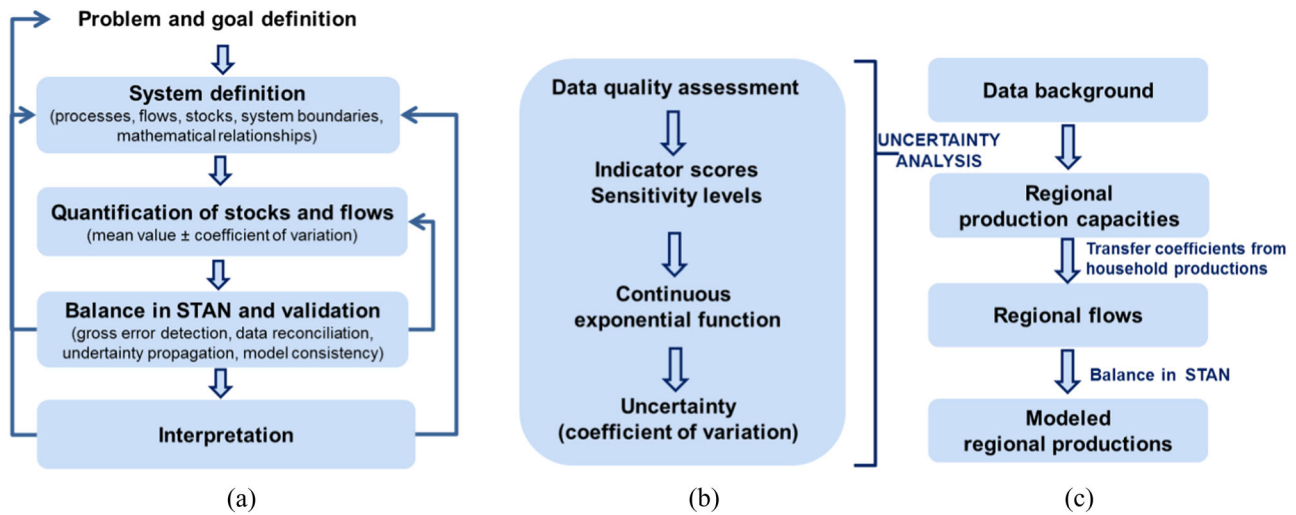 Problem and goal definition
System definition
(processes, flows, stocks, system boundaries,
mathematical relationships)
Quantification of stocks and flows
(mean value ± coefficient of variation)
Balance in STAN and validation
(gross error detection, data reconciliation,
undertainty propagation, model consistency)
Interpretation
(a)
Data quality assessment
Indicator scores
Sensitivity levels
Continuous
exponential function
Uncertainty
(coefficient of variation)
(b)
UNCERTAINTY
ANALYSIS
Data background
Regional
production capacities
Transfer coefficients from
household productions
Regional flows
Balance in STAN
Modeled
regional productions
(c)